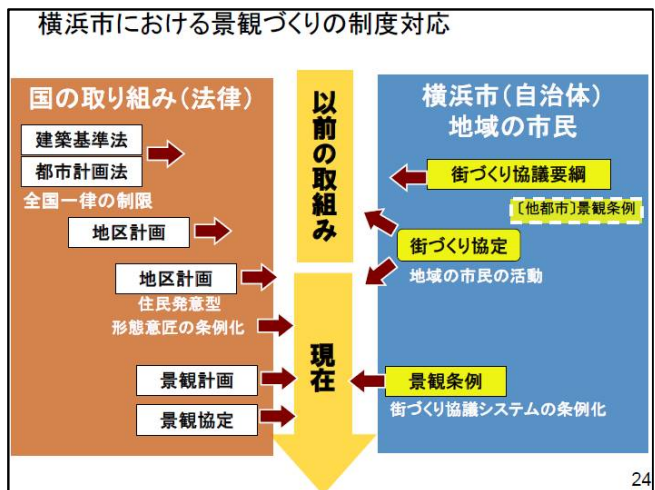 横浜市における景観づくりの制度対応
国の取り組み(法律)
建築基準法
都市計画法
全国一律の制限
地区計画
地区計画
住民発意型
形態意匠の条例化
景観計画
景観協定
以前の取組み
現在
横浜市(自治体)
地域の市民
街づくり協議要綱
〔他都市〕景観条例
街づくり協定
地域の市民の活動
景観条例
街づくり協議システムの条例化
24